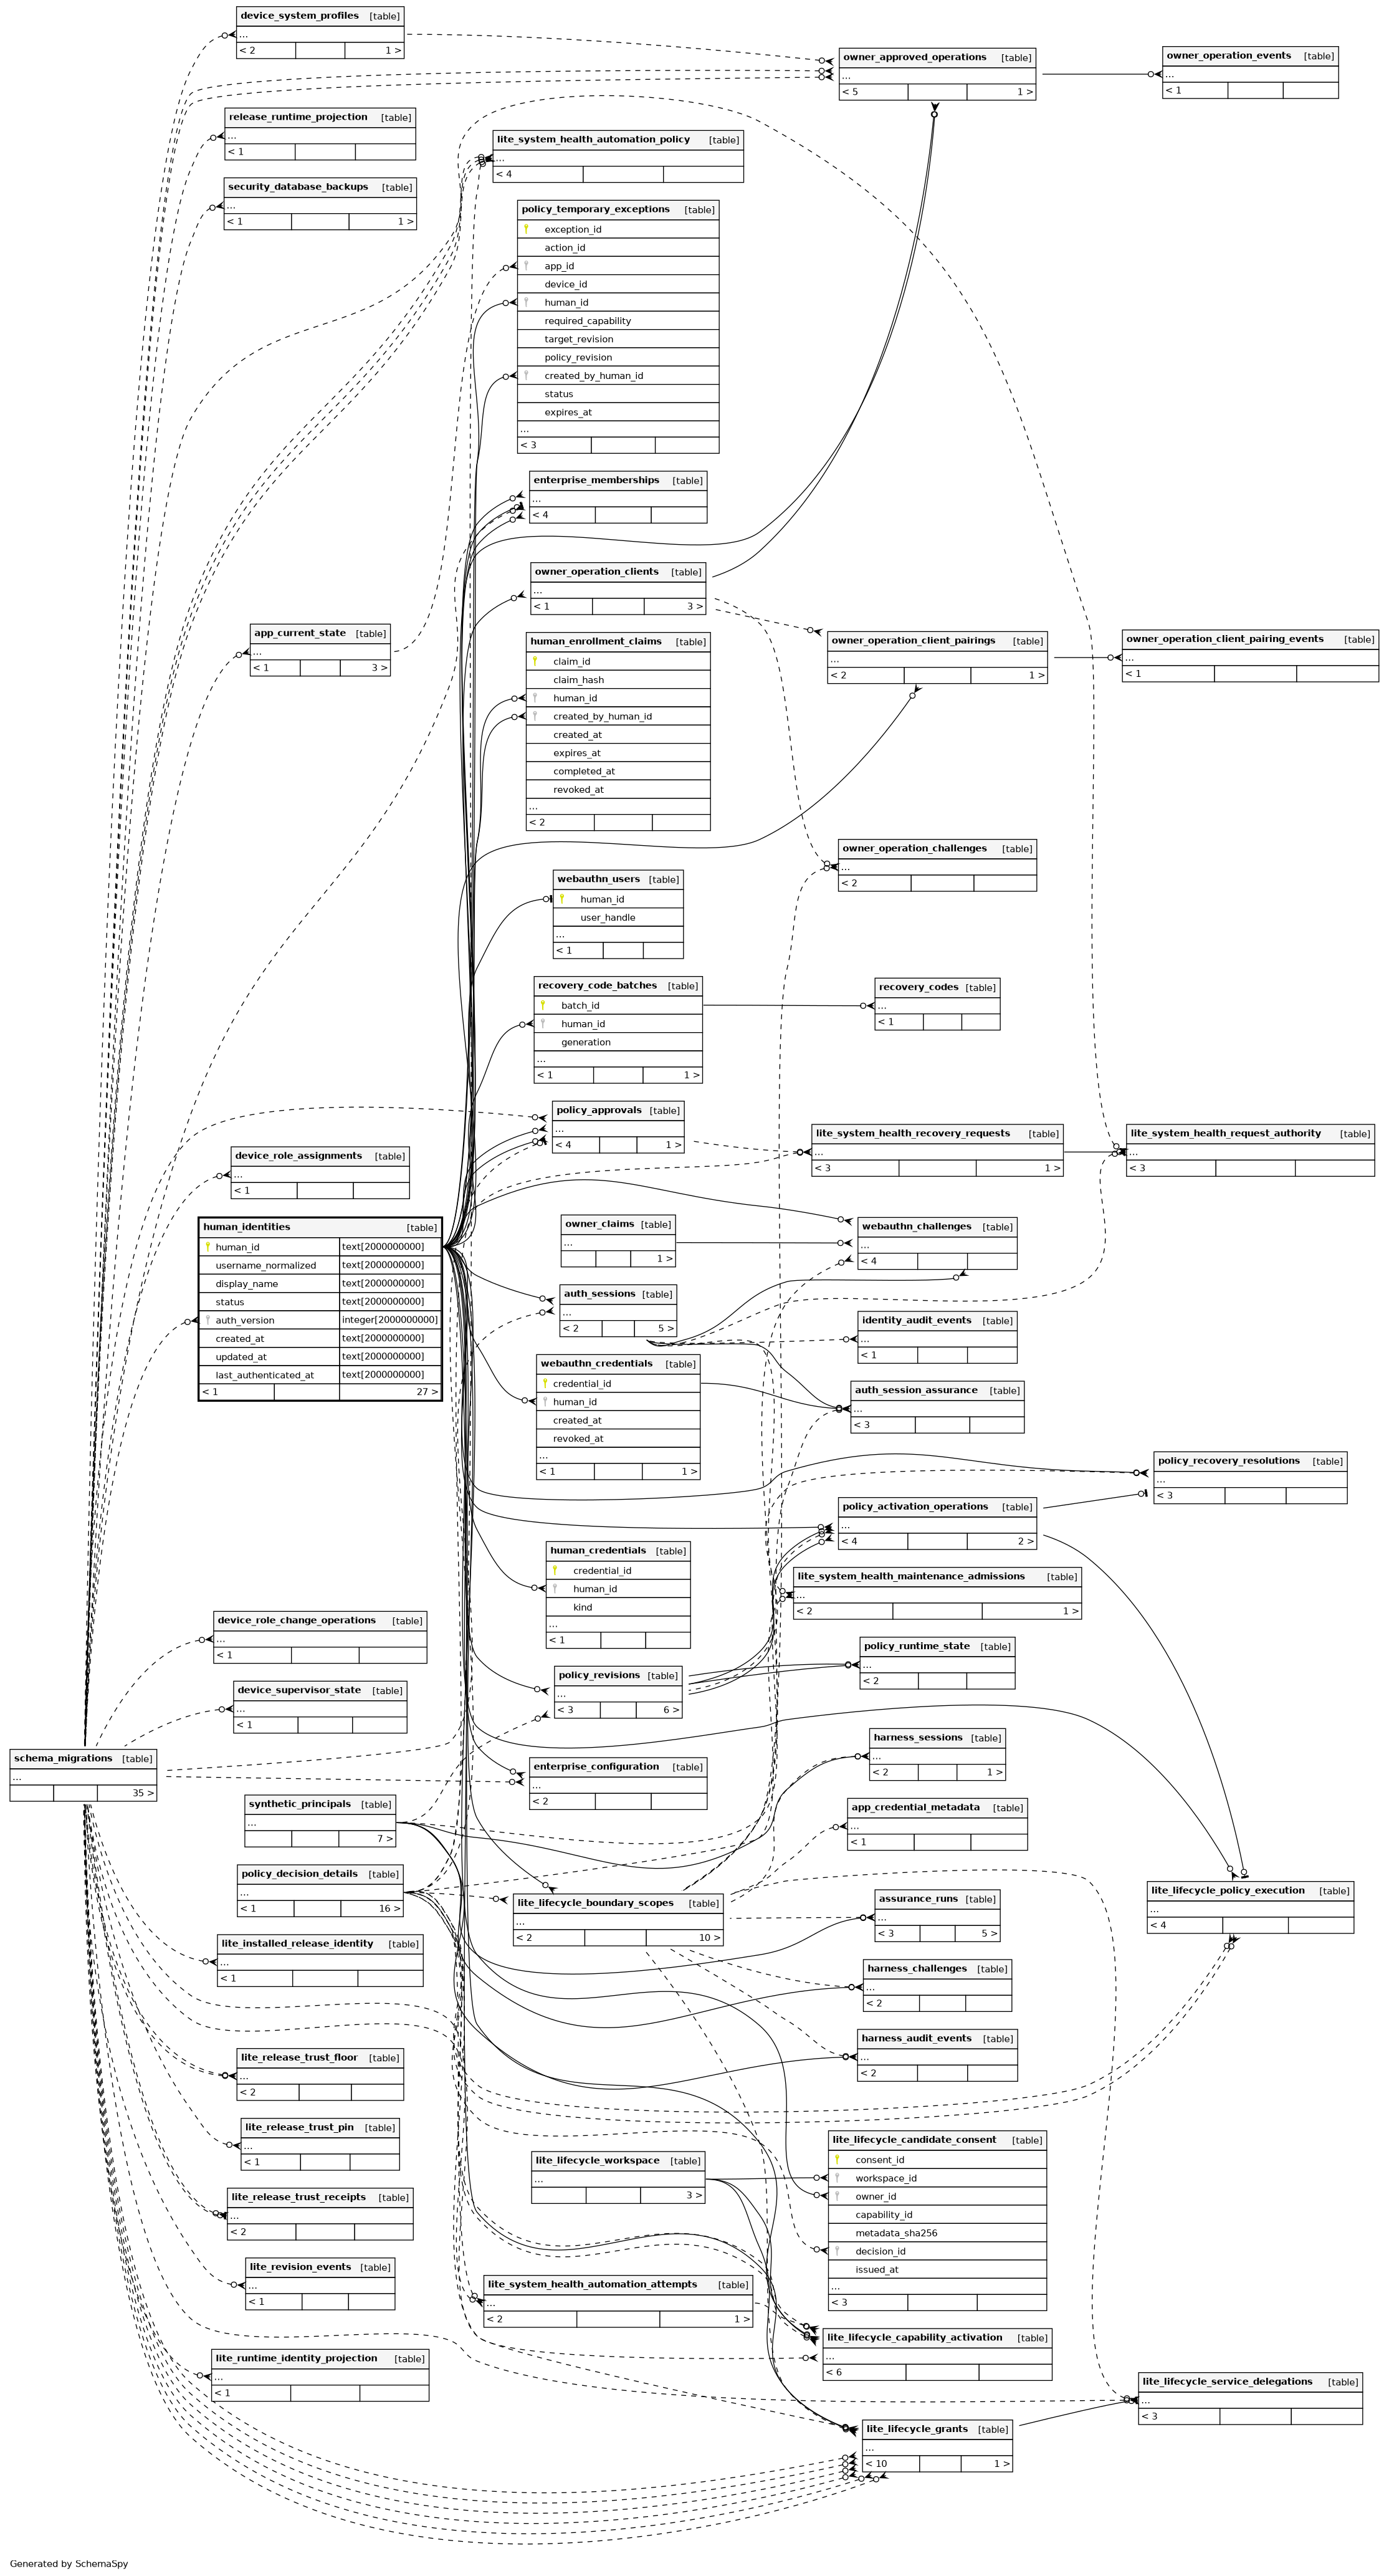 device_system_profiles [table]
...
< 2 1 >
owner_approved_operations [table]
...
< 5 1 >
owner_operation_events [table]
...
< 1
release_runtime_projection [table]
...
< 1
lite_system_health_automation_policy [table]
...
< 4
security_database_backups [table]
...
< 1 1 >
policy_temporary_exceptions [table]
exception_id
action_id
app_id
device_id
human_id
required_capability
target_revision
policy_revision
created_by_human_id
status
expires_at
...
< 3
enterprise_memberships [table]
...
< 4
owner_operation_clients [table]
...
< 1 3 >
app_current_state [table]
...
< 1 3 >
human_enrollment_claims [table]
claim_id
claim_hash
human_id
created_by_human_id
created_at
expires_at
completed_at
revoked_at
...
< 2
owner_operation_client_pairings [table]
...
< 2 1 >
owner_operation_client_pairing_events [table]
...
< 1
owner_operation_challenges [table]
...
< 2
webauthn_users [table]
human_id
user_handle
...
< 1
recovery_code_batches [table]
batch_id
human_id
generation
...
< 1 1 >
recovery_codes [table]
...
< 1
policy_approvals [table]
...
< 4 1 >
lite_system_health_recovery_requests [table]
...
< 3 1 >
lite_system_health_request_authority [table]
...
< 3
device_role_assignments [table]
...
< 1
human_identities [table]
human_id text[2000000000]
username_normalized text[2000000000]
display_name text[2000000000]
status text[2000000000]
auth_version integer[2000000000]
created_at text[2000000000]
updated_at text[2000000000]
last_authenticated_at text[2000000000]
< 1 27 >
owner_claims [table]
...
1 >
webauthn_challenges [table]
...
< 4
auth_sessions [table]
...
< 2 5 >
identity_audit_events [table]
...
< 1
webauthn_credentials [table]
credential_id
human_id
created_at
revoked_at
...
< 1 1 >
auth_session_assurance [table]
...
< 3
policy_recovery_resolutions [table]
...
< 3
policy_activation_operations [table]
...
< 4 2 >
human_credentials [table]
credential_id
human_id
kind
...
< 1
lite_system_health_maintenance_admissions [table]
...
< 2 1 >
device_role_change_operations [table]
...
< 1
policy_runtime_state [table]
...
< 2
policy_revisions [table]
...
< 3 6 >
device_supervisor_state [table]
...
< 1
harness_sessions [table]
...
< 2 1 >
schema_migrations [table]
...
35 >
enterprise_configuration [table]
...
< 2
synthetic_principals [table]
...
7 >
app_credential_metadata [table]
...
< 1
policy_decision_details [table]
...
< 1 16 >
lite_lifecycle_policy_execution [table]
...
< 4
lite_lifecycle_boundary_scopes [table]
...
< 2 10 >
assurance_runs [table]
...
< 3 5 >
lite_installed_release_identity [table]
...
< 1
harness_challenges [table]
...
< 2
harness_audit_events [table]
...
< 2
lite_release_trust_floor [table]
...
< 2
lite_release_trust_pin [table]
...
< 1
lite_lifecycle_candidate_consent [table]
consent_id
workspace_id
owner_id
capability_id
metadata_sha256
decision_id
issued_at
...
< 3
lite_lifecycle_workspace [table]
...
3 >
lite_release_trust_receipts [table]
...
< 2
lite_revision_events [table]
...
< 1
lite_system_health_automation_attempts [table]
...
< 2 1 >
lite_lifecycle_capability_activation [table]
...
< 6
lite_runtime_identity_projection [table]
...
< 1
lite_lifecycle_service_delegations [table]
...
< 3
lite_lifecycle_grants [table]
...
< 10 1 >
Generated by SchemaSpy